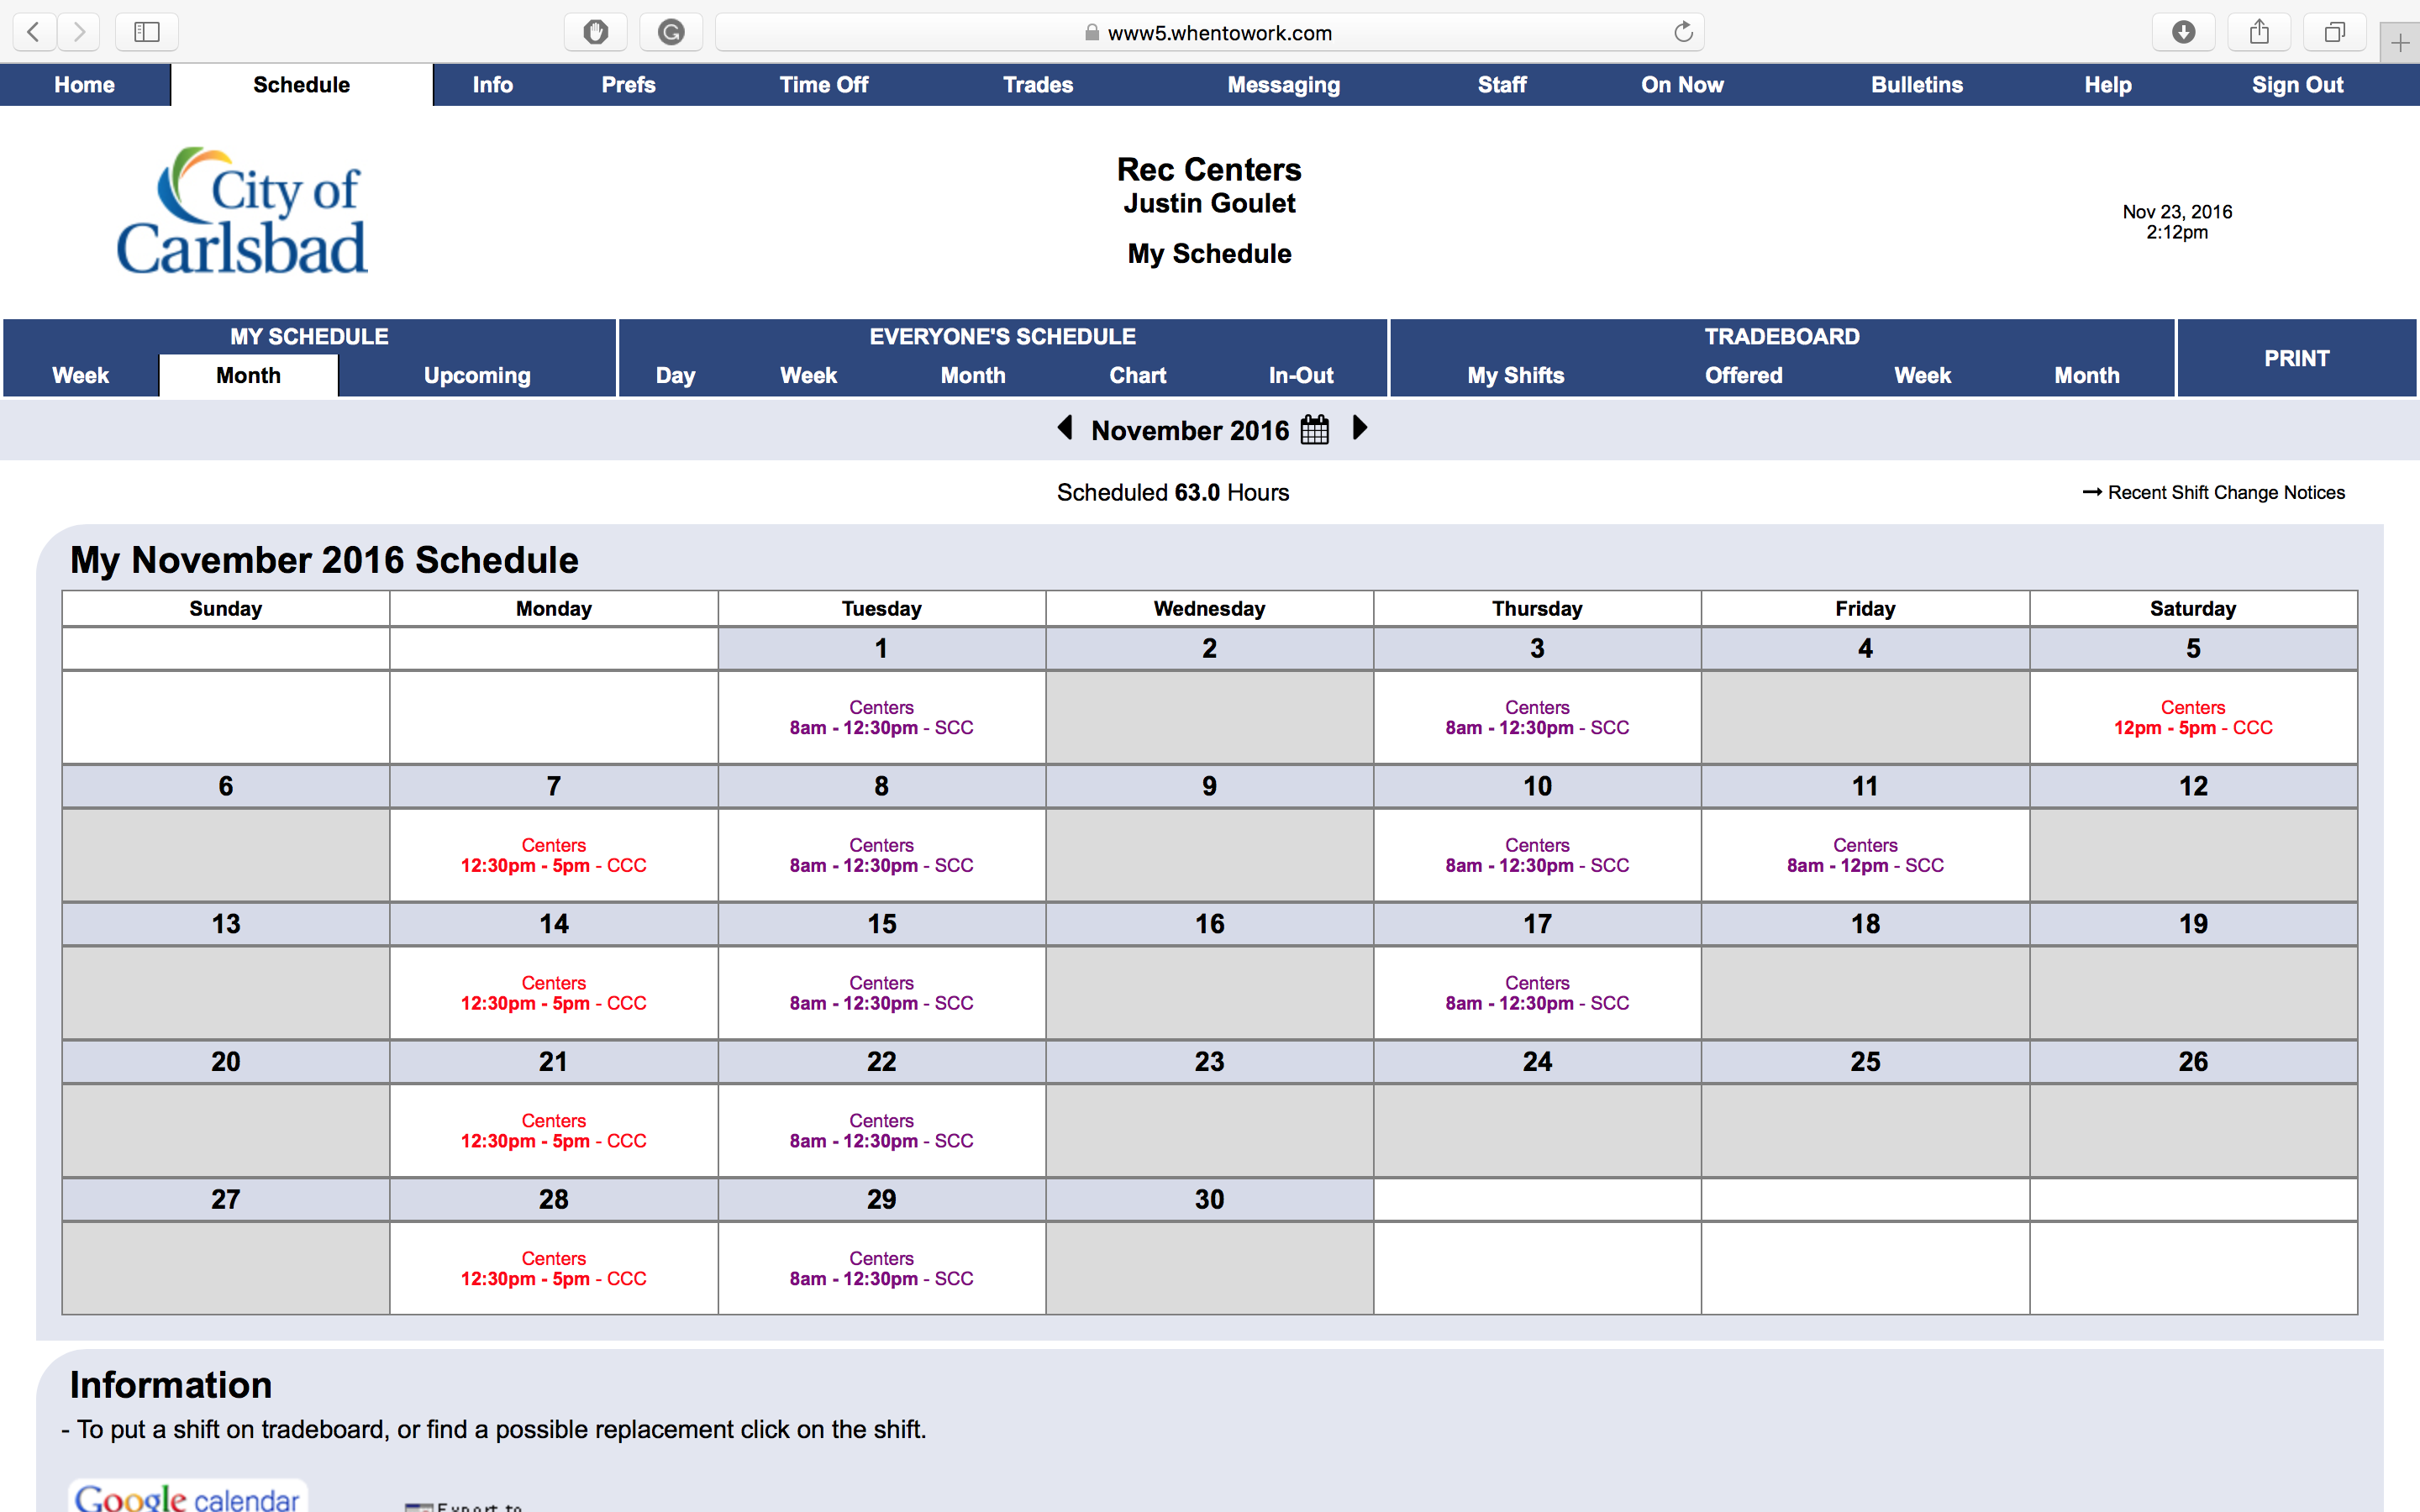 www5.whentowork.com
Home Schedule Info Prefs Time Off Trades Messaging Staff On Now Bulletins Help Sign Out
City of
Carlsbad
Rec Centers
Justin Goulet
My Schedule
Nov 23, 2016
2:12pm
MY SCHEDULE EVERYONE'S SCHEDULE TRADEBOARD PRINT
Week Month Upcoming Day Week Month Chart In-Out My Shifts Offered Week Month
November 2016
Scheduled 63.0 Hours
→ Recent Shift Change Notices
My November 2016 Schedule
Sunday Monday Tuesday Wednesday Thursday Friday Saturday
1 2 3 4 5
Centers Centers Centers
8am - 12:30pm - SCC 8am - 12:30pm - SCC 12pm - 5pm - CCC
6 7 8 9 10 11 12
Centers Centers Centers Centers
12:30pm - 5pm - CCC 8am - 12:30pm - SCC 8am - 12:30pm - SCC 8am - 12pm - SCC
13 14 15 16 17 18 19
Centers Centers Centers
12:30pm - 5pm - CCC 8am - 12:30pm - SCC 8am - 12:30pm - SCC
20 21 22 23 24 25 26
Centers Centers
12:30pm - 5pm - CCC 8am - 12:30pm - SCC
27 28 29 30
Centers Centers
12:30pm - 5pm - CCC 8am - 12:30pm - SCC
Information
- To put a shift on tradeboard, or find a possible replacement click on the shift.
Google calendar Export to